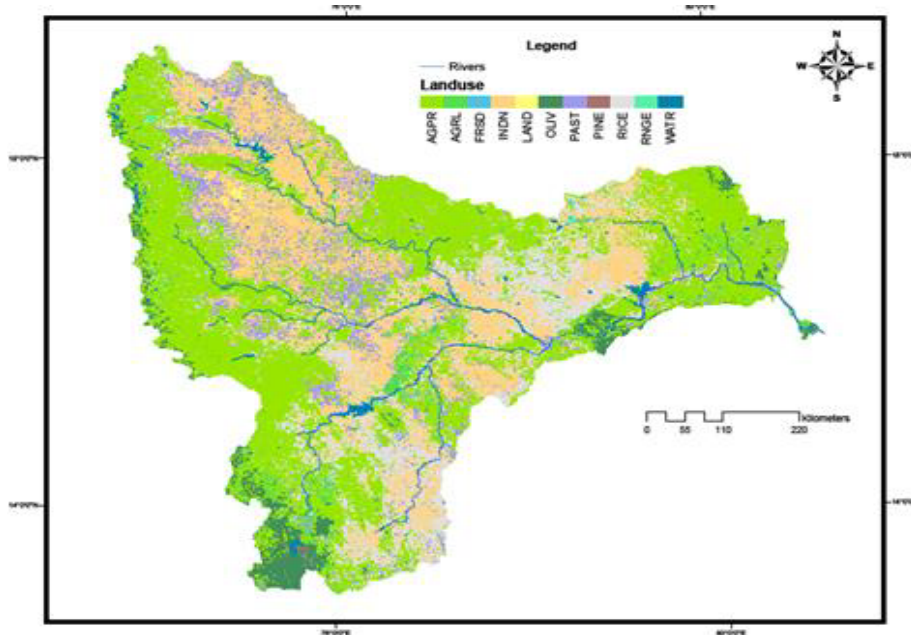 Legend
N
W E
S
Rivers
Landuse
AGPR
AGRL
FRSD
INDN
LAND
OLIV
PAST
PINE
RICE
RNGE
WATR
Kilometers
0 55 110 220